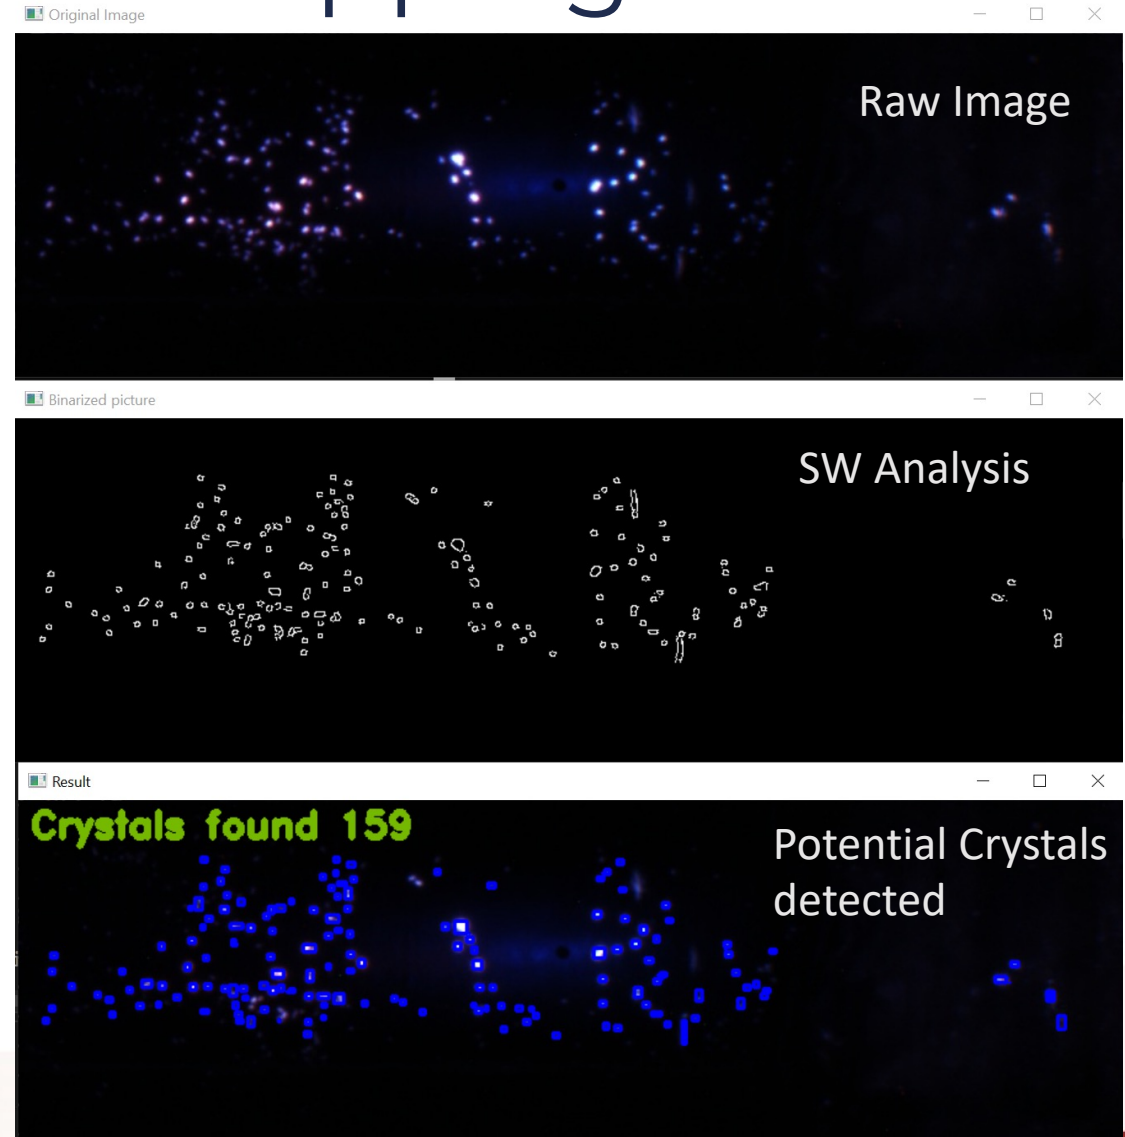 Original Image
Raw Image
Binarized picture
SW Analysis
Result
Crystals found 159
Potential Crystals
detected